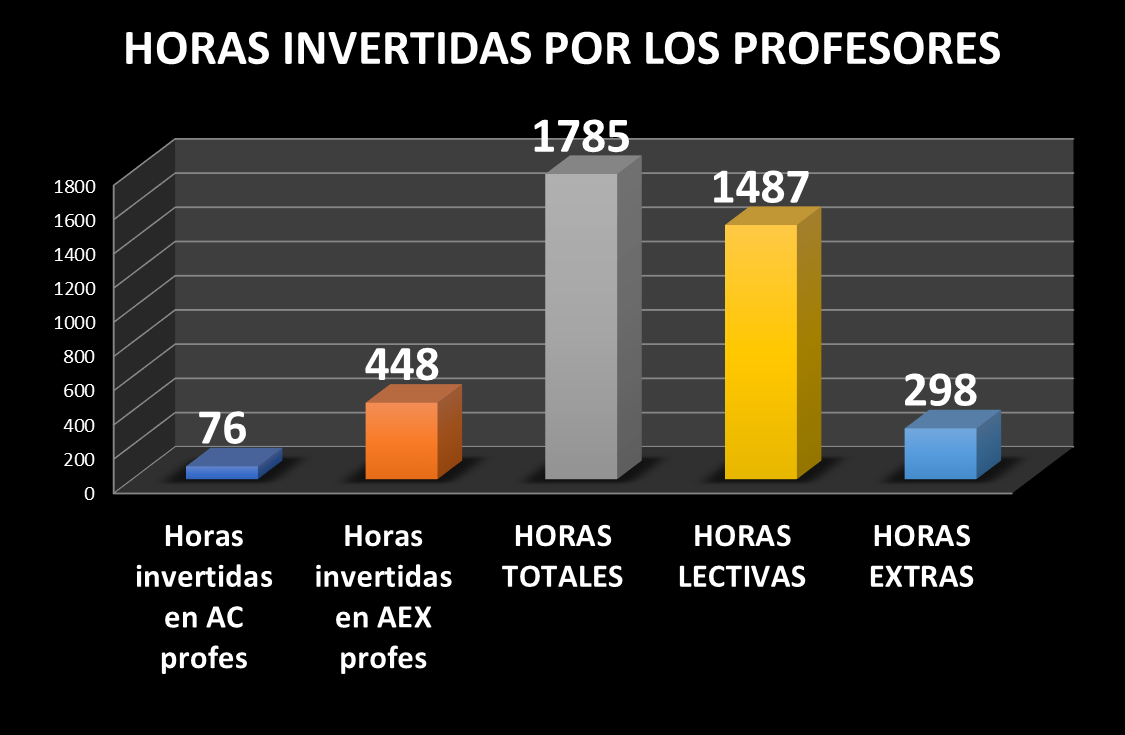 HORAS INVERTIDAS POR LOS PROFESORES
1785
1487
448
298
76
1800
1600
1400
1200
1000
800
600
400
200
0
Horas
invertidas
en AC
profes
Horas
invertidas
en AEX
profes
HORAS
TOTALES
HORAS
LECTIVAS
HORAS
EXTRAS